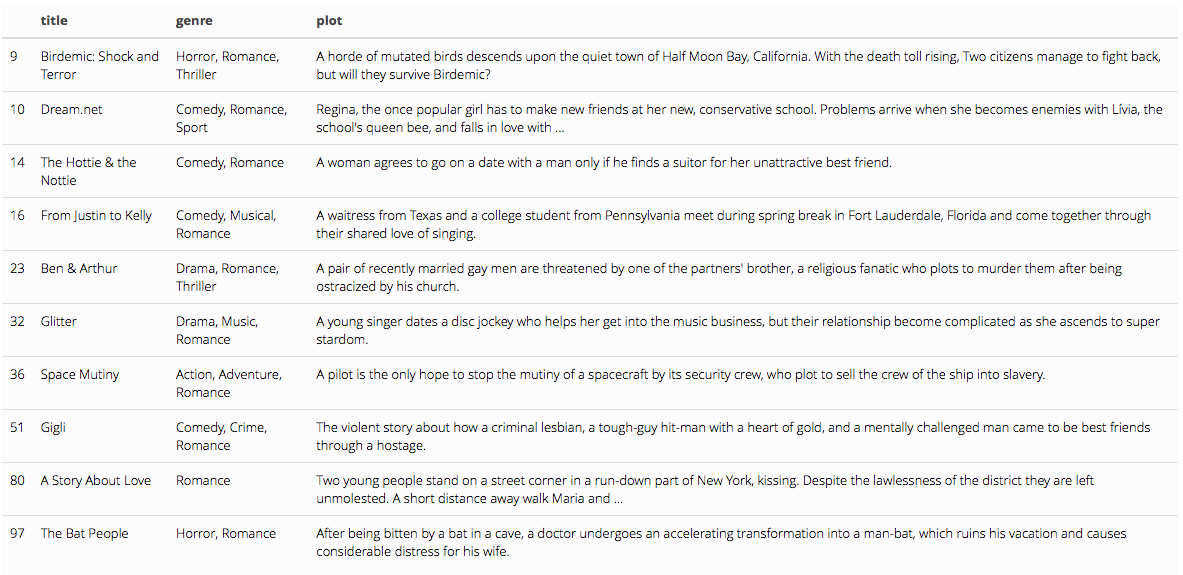 title genre plot
9 Birdemic: Shock and Terror Horror, Romance, Thriller A horde of mutated birds descends upon the quiet town of Half Moon Bay, California. With the death toll rising, Two citizens manage to fight back, but will they survive Birdemic?
10 Dream.net Comedy, Romance, Sport Regina, the once popular girl has to make new friends at her new, conservative school. Problems arrive when she becomes enemies with Lívia, the school's queen bee, and falls in love with ...
14 The Hottie & the Nottie Comedy, Romance A woman agrees to go on a date with a man only if he finds a suitor for her unattractive best friend.
16 From Justin to Kelly Comedy, Musical, Romance A waitress from Texas and a college student from Pennsylvania meet during spring break in Fort Lauderdale, Florida and come together through their shared love of singing.
23 Ben & Arthur Drama, Romance, Thriller A pair of recently married gay men are threatened by one of the partners' brother, a religious fanatic who plots to murder them after being ostracized by his church.
32 Glitter Drama, Music, Romance A young singer dates a disc jockey who helps her get into the music business, but their relationship become complicated as she ascends to super stardom.
36 Space Mutiny Action, Adventure, Romance A pilot is the only hope to stop the mutiny of a spacecraft by its security crew, who plot to sell the crew of the ship into slavery.
51 Gigli Comedy, Crime, Romance The violent story about how a criminal lesbian, a tough-guy hit-man with a heart of gold, and a mentally challenged man came to be best friends through a hostage.
80 A Story About Love Romance Two young people stand on a street corner in a run-down part of New York, kissing. Despite the lawlessness of the district they are left unmolested. A short distance away walk Maria and ...
97 The Bat People Horror, Romance After being bitten by a bat in a cave, a doctor undergoes an accelerating transformation into a man-bat, which ruins his vacation and causes considerable distress for his wife.